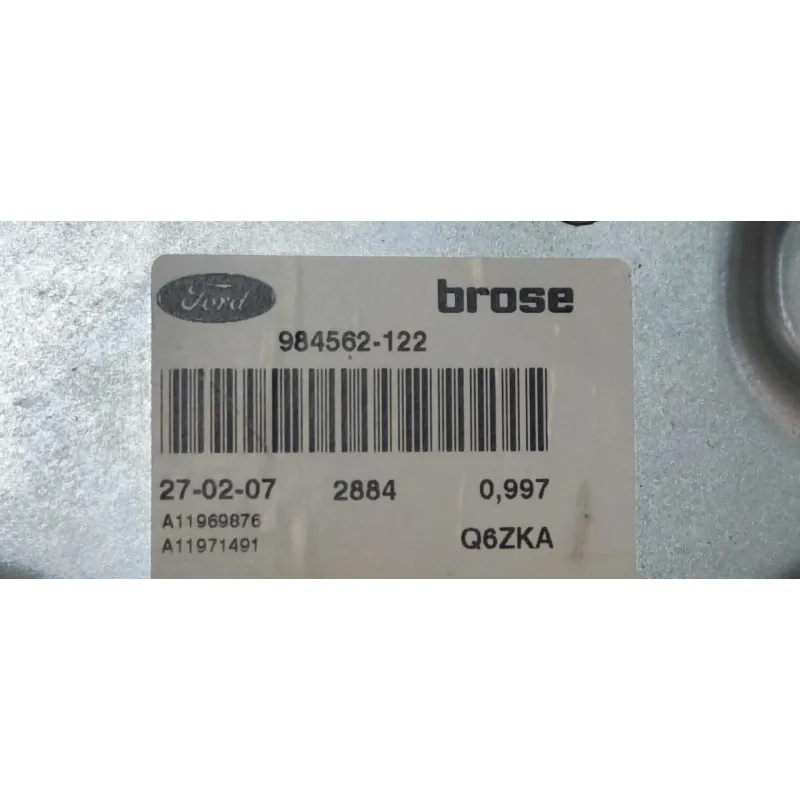 Ford brose
984562-122
27-02-07 2884 0,997
A11969876
A11971491 Q6ZKA